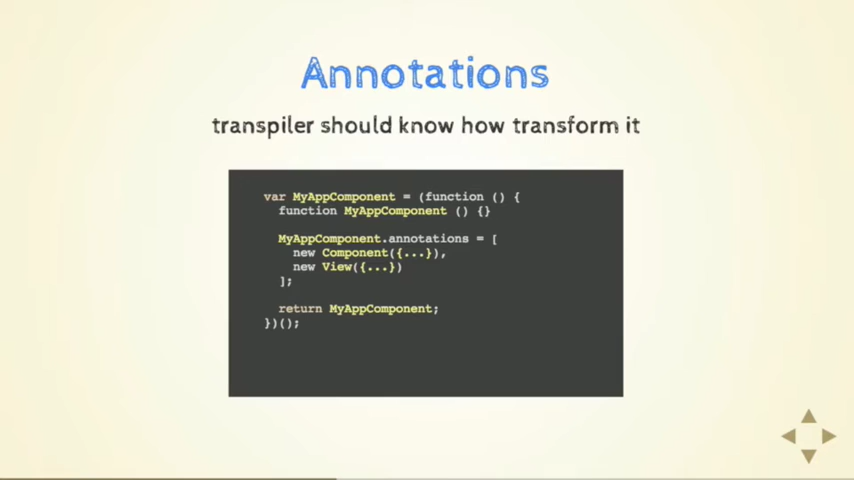 Annotations
transpiler should know how transform it
var MyAppComponent = (function () {
function MyAppComponent () {}
MyAppComponent.annotations = [
new Component({...}),
new View({...})
];
return MyAppComponent;
})();